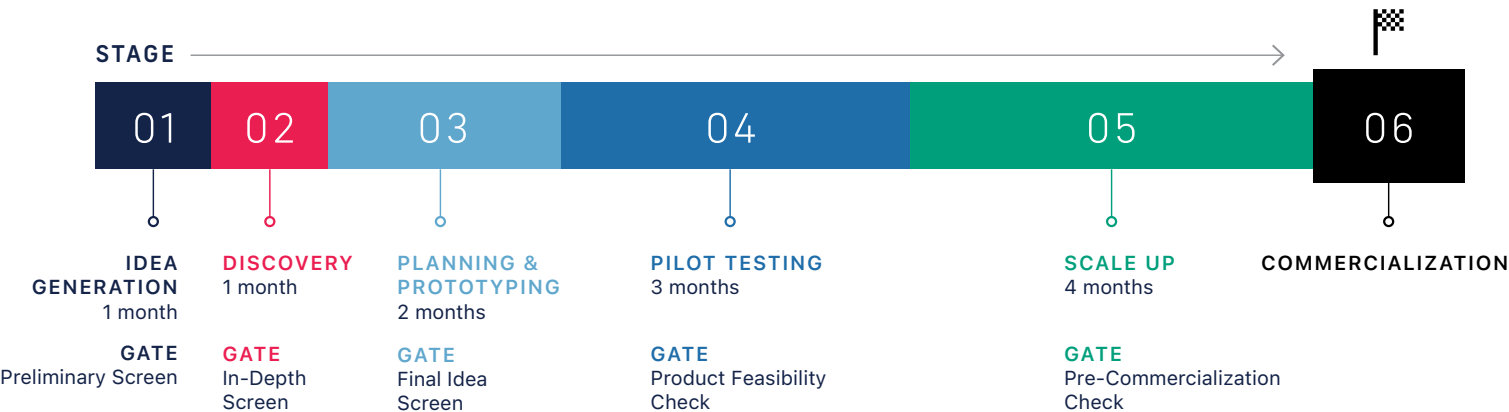 STAGE
01
02
03
04
05
06
IDEA
GENERATION
1 month
GATE
Preliminary Screen
DISCOVERY
1 month
GATE
In-Depth
Screen
PLANNING &
PROTOTYPING
2 months
GATE
Final Idea
Screen
PILOT TESTING
3 months
GATE
Product Feasibility
Check
SCALE UP
4 months
GATE
Pre-Commercialization
Check
COMMERCIALIZATION